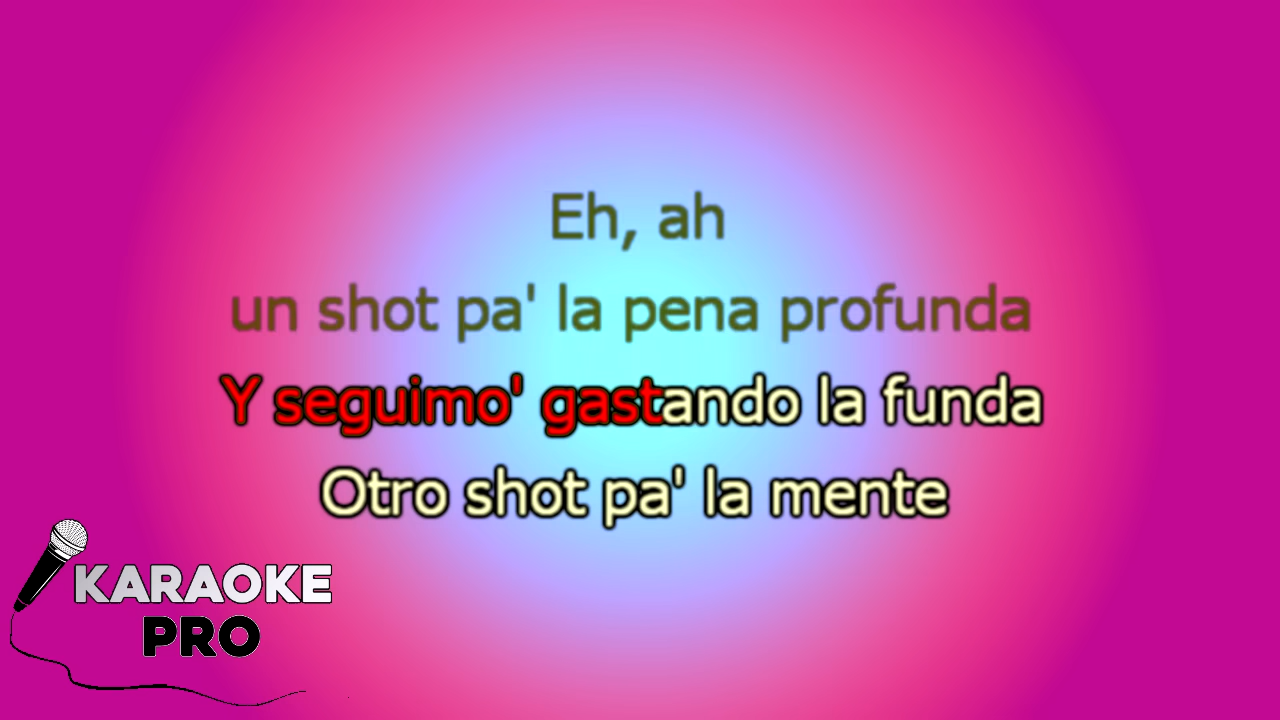 Eh, ah
un shot pa' la pena profunda
Y seguimo' gastando la funda
Otro shot pa' la mente
KARAOKE
PRO